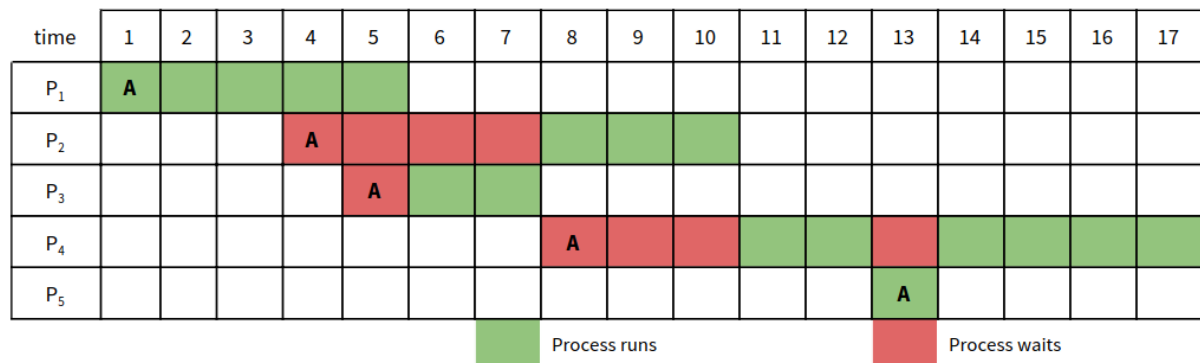 time 1 2 3 4 5 6 7 8 9 10 11 12 13 14 15 16 17
P₁ A
P₂ A
P₃ A
P₄ A
P₅ A
Process runs Process waits